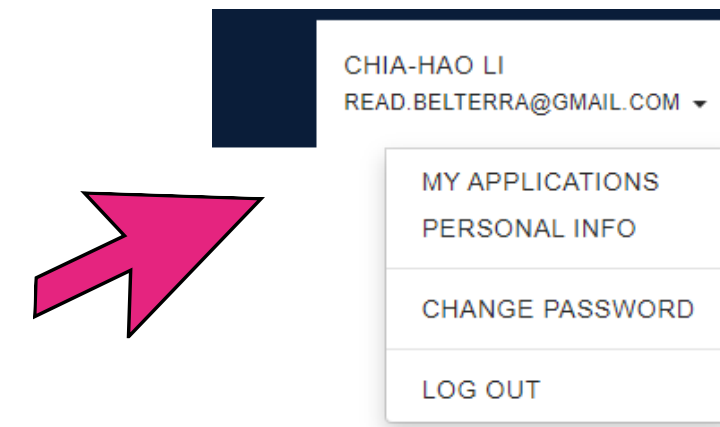 CHIA-HAO LI
READ.BELTERRA@GMAIL.COM
MY APPLICATIONS
PERSONAL INFO
CHANGE PASSWORD
LOG OUT